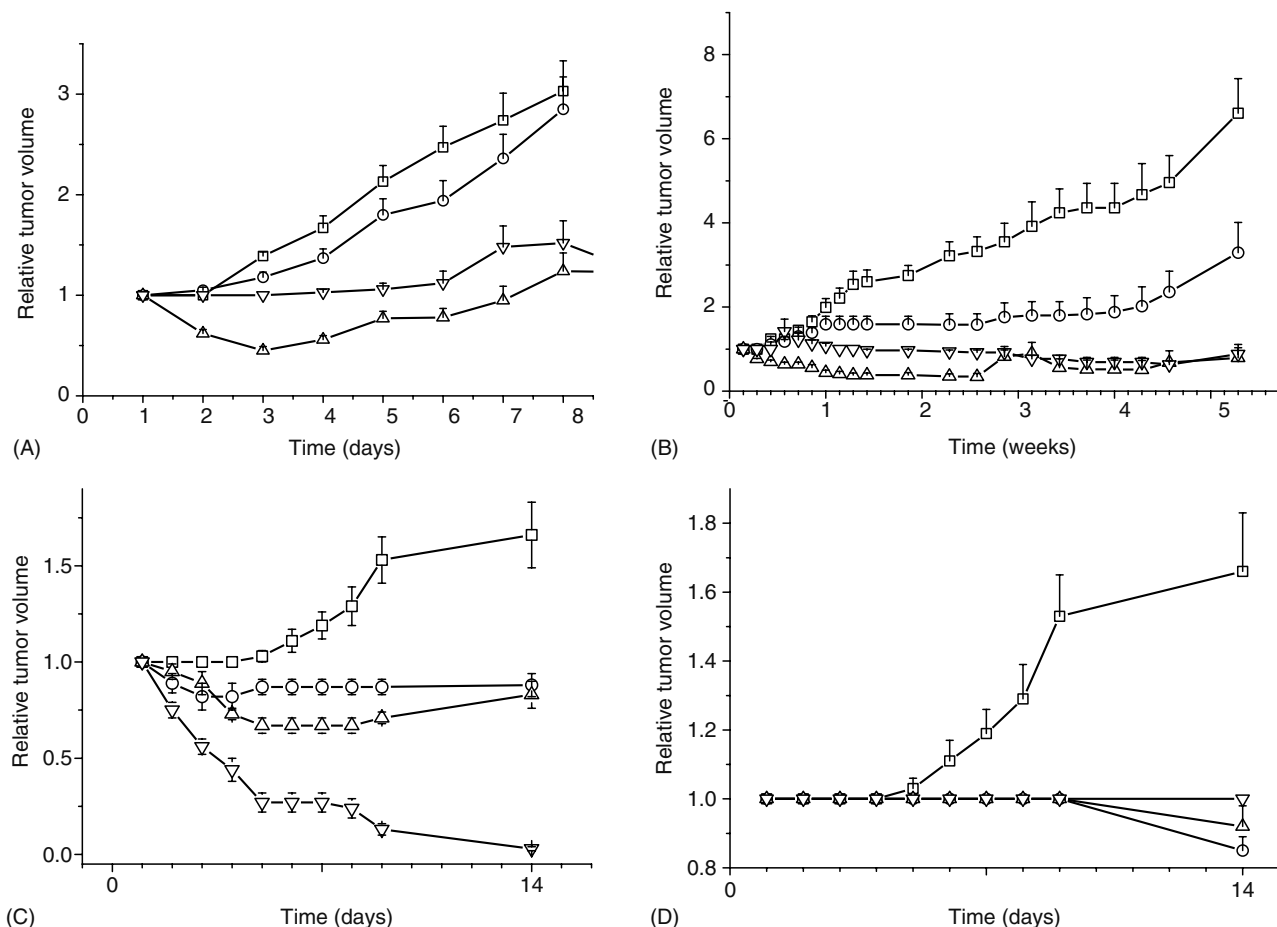 Relative tumor volume
3
2
1
0
0 1 2 3 4 5 6 7 8
Time (days)
(A)
Relative tumor volume
8
6
4
2
0
0 1 2 3 4 5
Time (weeks)
(B)
Relative tumor volume
1.5
1.0
0.5
0.0
0 14
Time (days)
(C)
Relative tumor volume
1.8
1.6
1.4
1.2
1.0
0.8
0 14
Time (days)
(D)